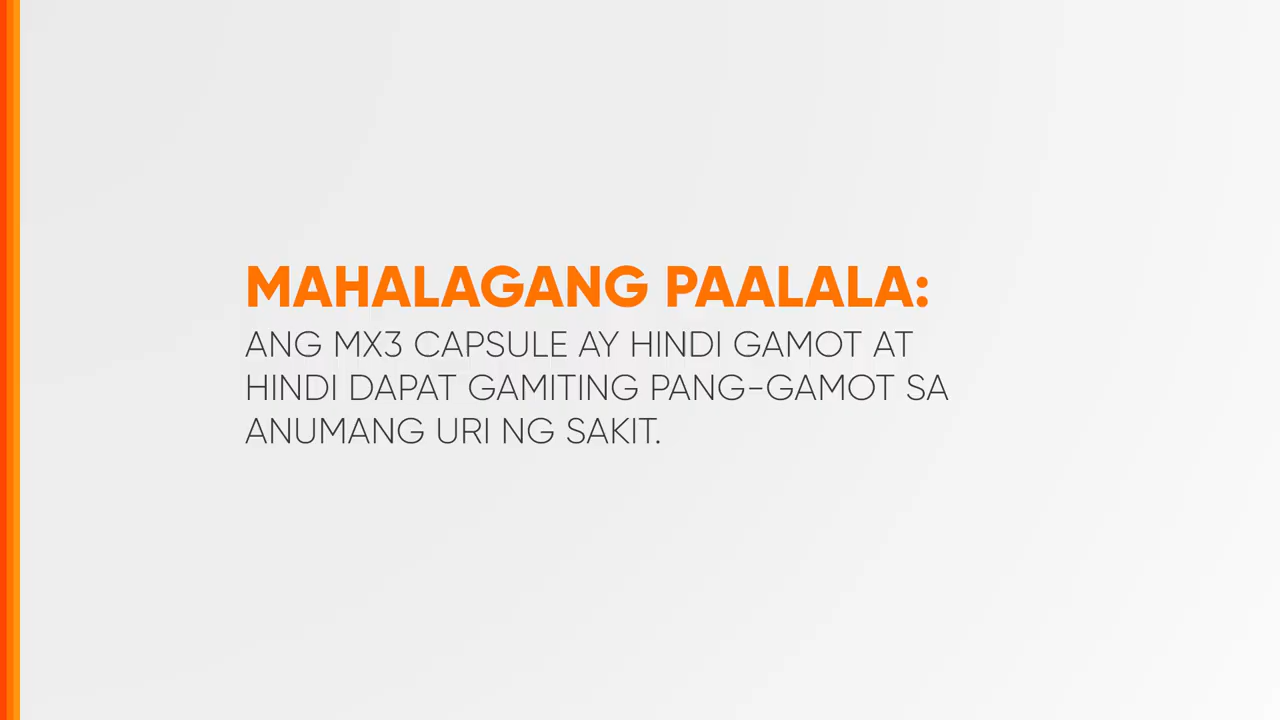 MAHALAGANG PAALALA:
ANG MX3 CAPSULE AY HINDI GAMOT AT
HINDI DAPAT GAMITING PANG-GAMOT SA
ANUMANG URI NG SAKIT.